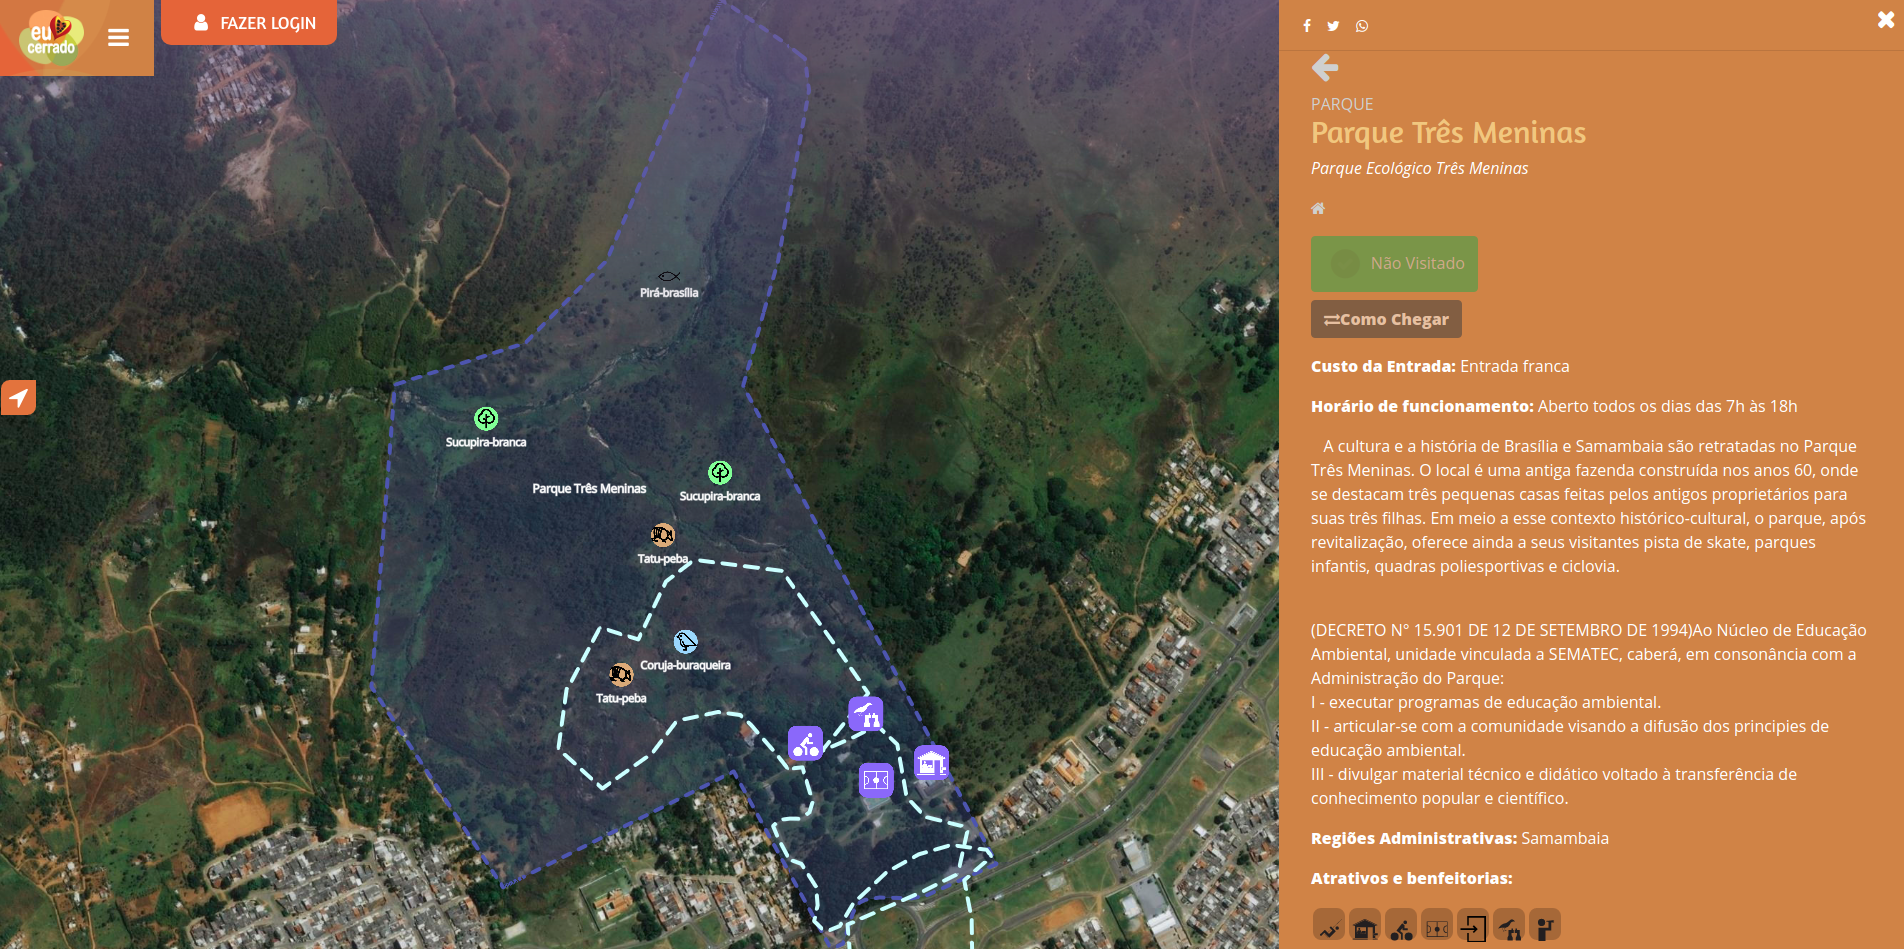 eu
cerrado
FAZER LOGIN
Pirá-brasília
Sucupira-branca
Parque Três Meninas
Sucupira-branca
Tatu-peba
Coruja-buraqueira
Tatu-peba
PARQUE
Parque Três Meninas
Parque Ecológico Três Meninas
Não Visitado
Como Chegar
Custo da Entrada: Entrada franca
Horário de funcionamento: Aberto todos os dias das 7h às 18h
A cultura e a história de Brasília e Samambaia são retratadas no Parque
Três Meninas. O local é uma antiga fazenda construída nos anos 60, onde
se destacam três pequenas casas feitas pelos antigos proprietários para
suas três filhas. Em meio a esse contexto histórico-cultural, o parque, após
revitalização, oferece ainda a seus visitantes pista de skate, parques
infantis, quadras poliesportivas e ciclovia.
(DECRETO N° 15.901 DE 12 DE SETEMBRO DE 1994)Ao Núcleo de Educação
Ambiental, unidade vinculada a SEMATEC, caberá, em consonância com a
Administração do Parque:
I - executar programas de educação ambiental.
II - articular-se com a comunidade visando a difusão dos principies de
educação ambiental.
III - divulgar material técnico e didático voltado à transferência de
conhecimento popular e científico.
Regiões Administrativas: Samambaia
Atrativos e benfeitorias: